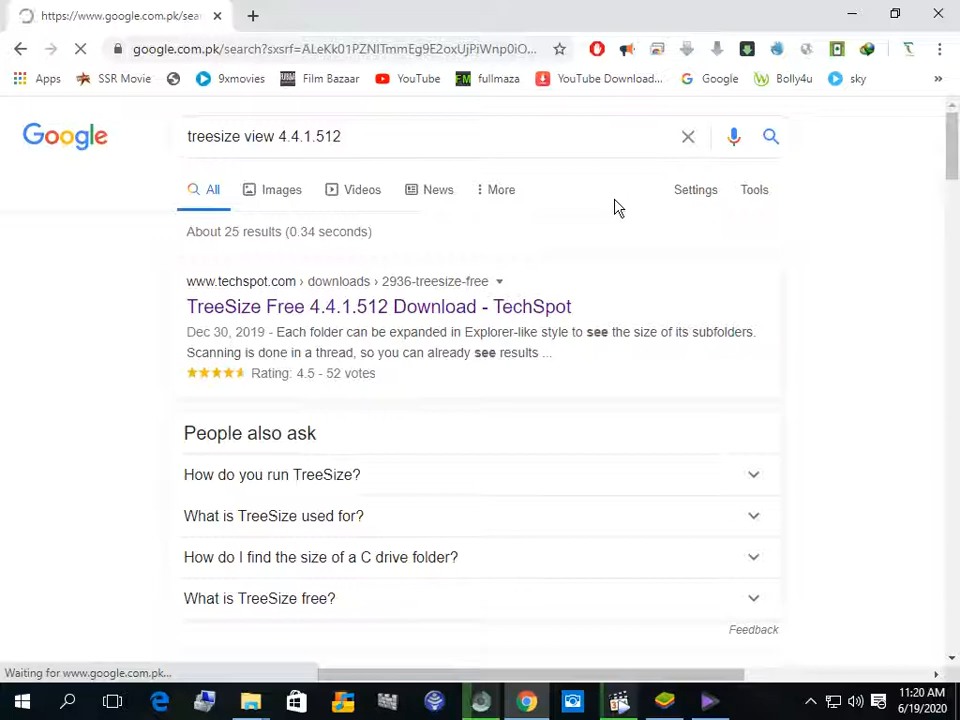 https://www.google.com.pk/sea
google.com.pk/search?sxsrf=ALeKk01PZNITmmEg9E2oxUjPiWnp0iO...
Apps
SSR Movie
9xmovies
Film Bazaar
YouTube
FM fullmaza
YouTube Download...
Google
Bolly4u
sky
»
Google
treesize view 4.4.1.512
All
Images
Videos
News
More
Settings
Tools
About 25 results (0.34 seconds)
www.techspot.com › downloads › 2936-treesize-free
TreeSize Free 4.4.1.512 Download - TechSpot
Dec 30, 2019 - Each folder can be expanded in Explorer-like style to see the size of its subfolders.
Scanning is done in a thread, so you can already see results ...
Rating: 4.5 - 52 votes
People also ask
How do you run TreeSize?
What is TreeSize used for?
How do I find the size of a C drive folder?
What is TreeSize free?
Feedback
Waiting for www.google.com.pk...
11:20 AM
6/19/2020